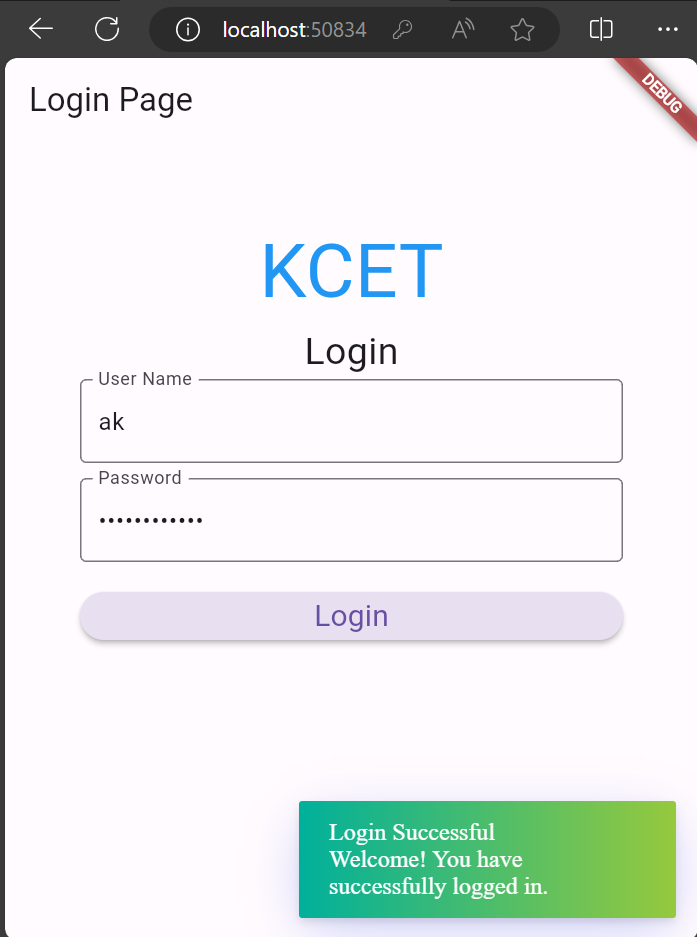 localhost:50834
Login Page
DEBUG
KCET
Login
User Name
ak
Password
••••••••••••
Login
Login Successful
Welcome! You have
successfully logged in.